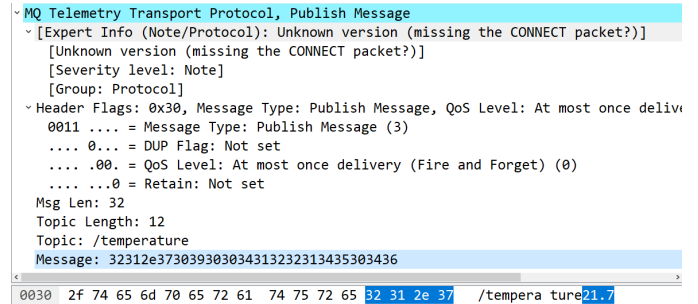 MQ Telemetry Transport Protocol, Publish Message
[Expert Info (Note/Protocol): Unknown version (missing the CONNECT packet?)]
[Unknown version (missing the CONNECT packet?)]
[Severity level: Note]
[Group: Protocol]
Header Flags: 0x30, Message Type: Publish Message, QoS Level: At most once delive
0011 .... = Message Type: Publish Message (3)
.... 0... = DUP Flag: Not set
.... .00. = QoS Level: At most once delivery (Fire and Forget) (0)
.... ...0 = Retain: Not set
Msg Len: 32
Topic Length: 12
Topic: /temperature
Message: 32312e373039303034313232313435303436
0030 2f 74 65 6d 70 65 72 61 74 75 72 65 32 31 2e 37 /tempera ture21.7